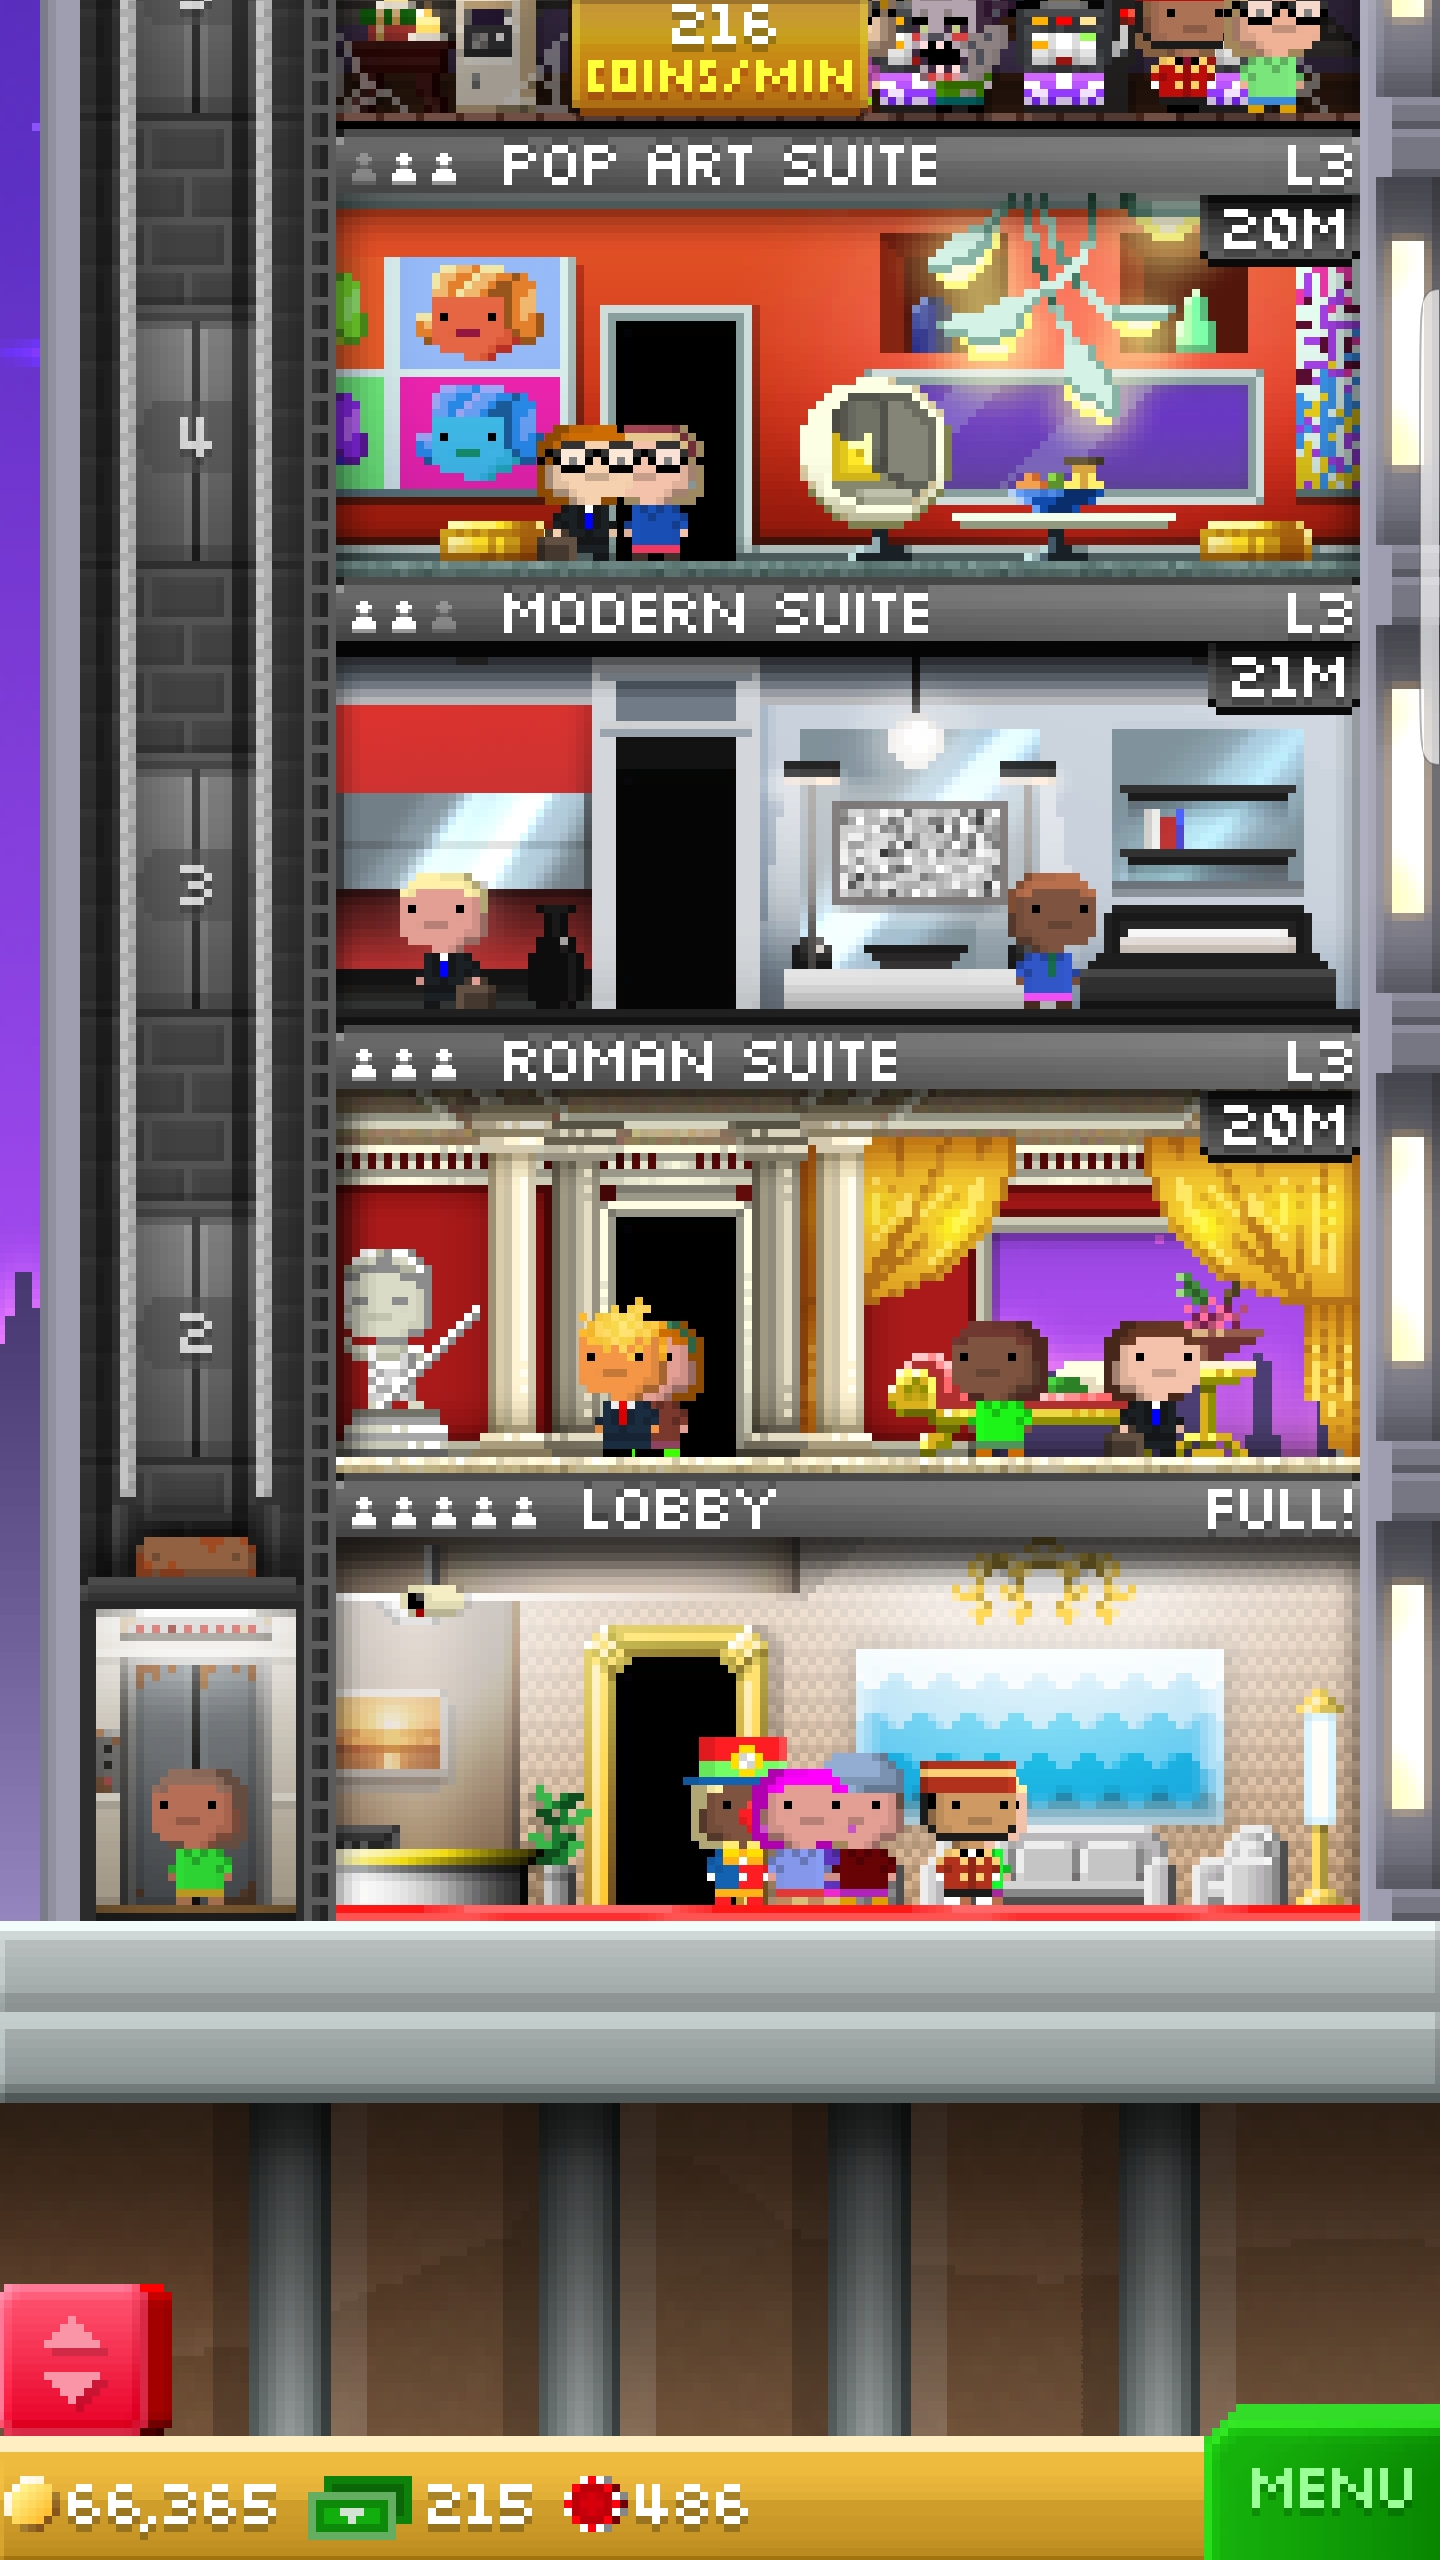 216
COINS/MIN
POP ART SUITE L3
20M
4
MODERN SUITE L3
21M
3
ROMAN SUITE L3
20M
2
LOBBY FULL!
66,365 215 486
MENU